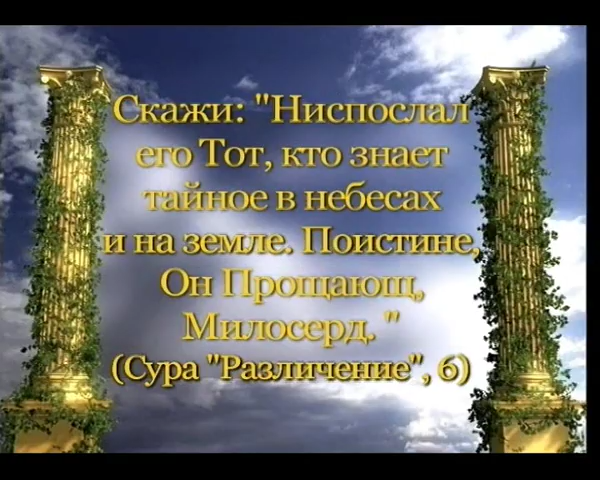 Скажи: "Ниспослал
его Тот, кто знает
тайное в небесах
и на земле. Поистине,
Он Прощающ,
Милосерд. "
(Сура "Различение", 6)